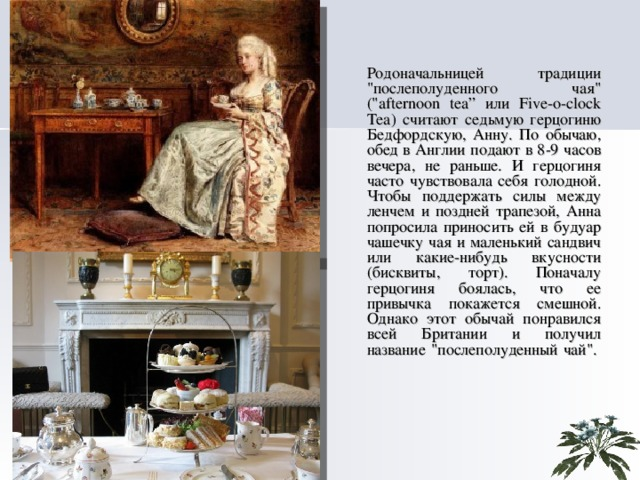 Родоначальницей традиции
"послеполуденного чая"
("afternoon tea” или Five-o-clock
Tea) считают седьмую герцогиню
Бедфордскую, Анну. По обычаю,
обед в Англии подают в 8-9 часов
вечера, не раньше. И герцогиня
часто чувствовала себя голодной.
Чтобы поддержать силы между
ленчем и поздней трапезой, Анна
попросила приносить ей в будуар
чашечку чая и маленький сандвич
или какие-нибудь вкусности
(бисквиты, торт). Поначалу
герцогиня боялась, что ее
привычка покажется смешной.
Однако этот обычай понравился
всей Британии и получил
название "послеполуденный чай".